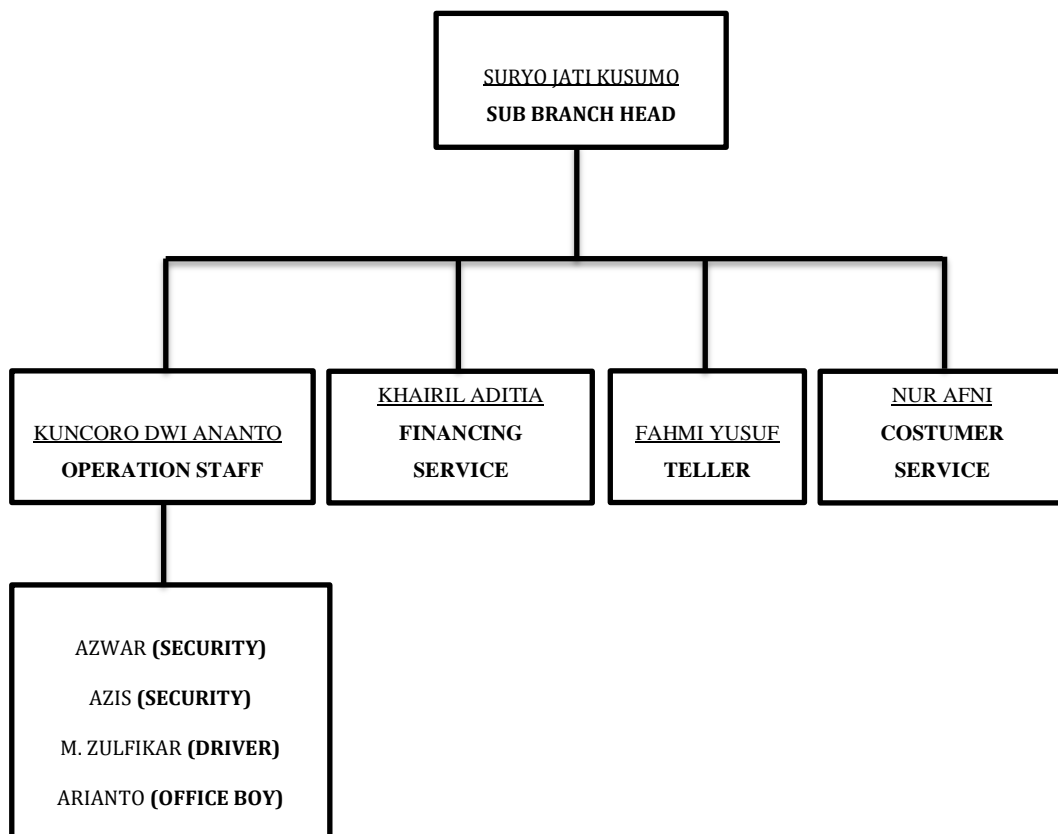 SURYO JATI KUSUMO
SUB BRANCH HEAD
KUNCORO DWI ANANTO
OPERATION STAFF
KHAIRIL ADITIA
FINANCING
SERVICE
FAHMI YUSUF
TELLER
NUR AFNI
COSTUMER
SERVICE
AZWAR (SECURITY)
AZIS (SECURITY)
M. ZULFIKAR (DRIVER)
ARIANTO (OFFICE BOY)